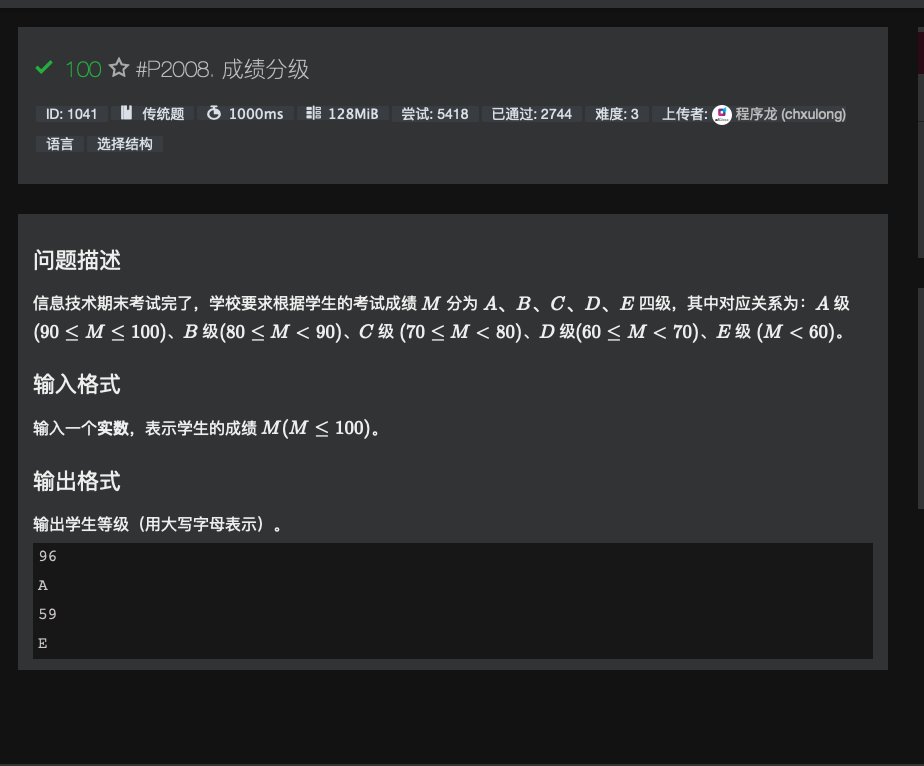 100 #P2008. 成绩分级
ID: 1041 传统题 1000ms 128MiB 尝试: 5418 已通过: 2744 难度: 3 上传者: 程序龙 (chxulong)
语言 选择结构
问题描述
信息技术期末考试完了，学校要求根据学生的考试成绩 M 分为 A、B、C、D、E 四级，其中对应关系为：A 级
(90 ≤ M ≤ 100)、B 级(80 ≤ M < 90)、C 级 (70 ≤ M < 80)、D 级(60 ≤ M < 70)、E 级 (M < 60)。
输入格式
输入一个实数，表示学生的成绩 M(M ≤ 100)。
输出格式
输出学生等级（用大写字母表示）。
96
A
59
E